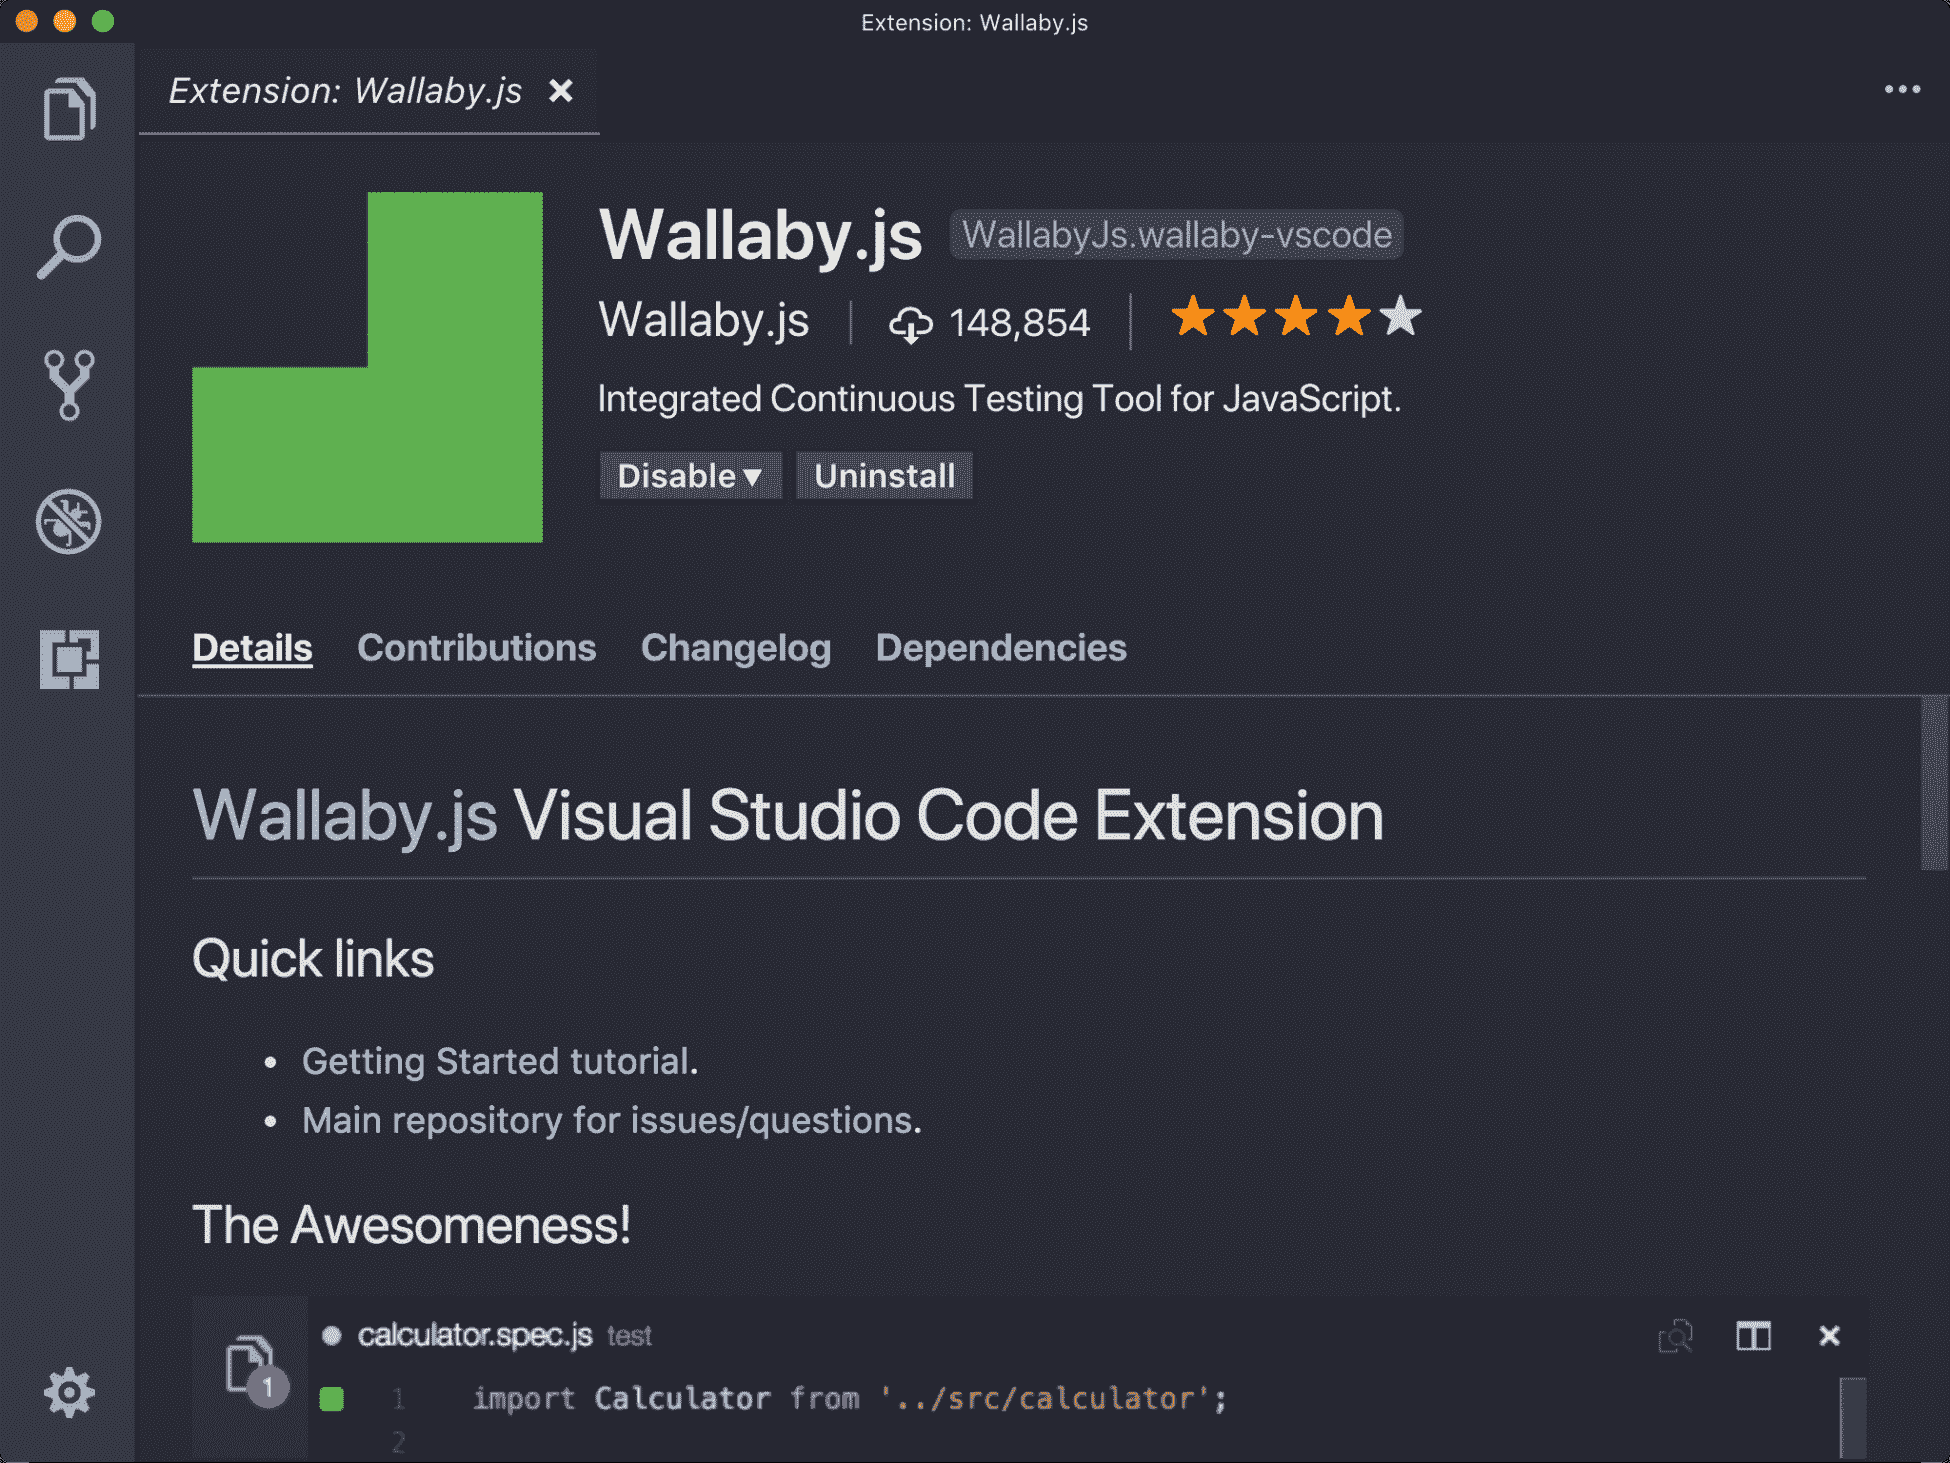 Extension: Wallaby.js
Extension: Wallaby.js
Wallaby.js WallabyJs.wallaby-vscode
Wallaby.js 148,854
Integrated Continuous Testing Tool for JavaScript.
Disable Uninstall
Details Contributions Changelog Dependencies
Wallaby.js Visual Studio Code Extension
Quick links
Getting Started tutorial.
Main repository for issues/questions.
The Awesomeness!
calculator.spec.js test
1
1 import Calculator from '../src/calculator';
2